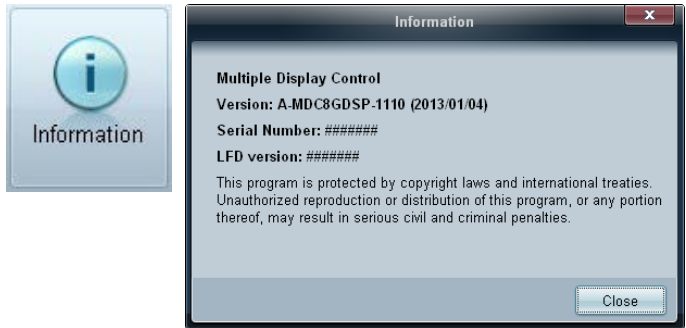 Information
Information
x
Multiple Display Control
Version: A-MDC8GDSP-1110 (2013/01/04)
Serial Number: #######
LFD version: #######
This program is protected by copyright laws and international treaties.
Unauthorized reproduction or distribution of this program, or any portion
thereof, may result in serious civil and criminal penalties.
Close